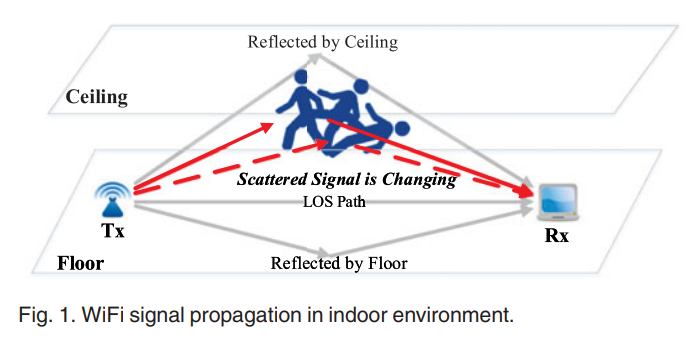 Reflected by Ceiling
Ceiling
Scattered Signal is Changing
LOS Path
Tx
Rx
Floor
Reflected by Floor
Fig. 1. WiFi signal propagation in indoor environment.